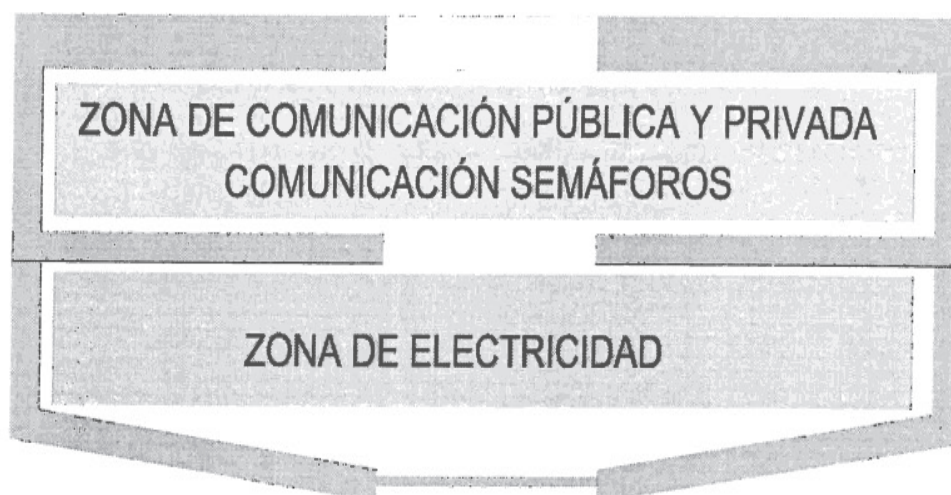 ZONA DE COMUNICACIÓN PÚBLICA Y PRIVADA
COMUNICACIÓN SEMÁFOROS
ZONA DE ELECTRICIDAD